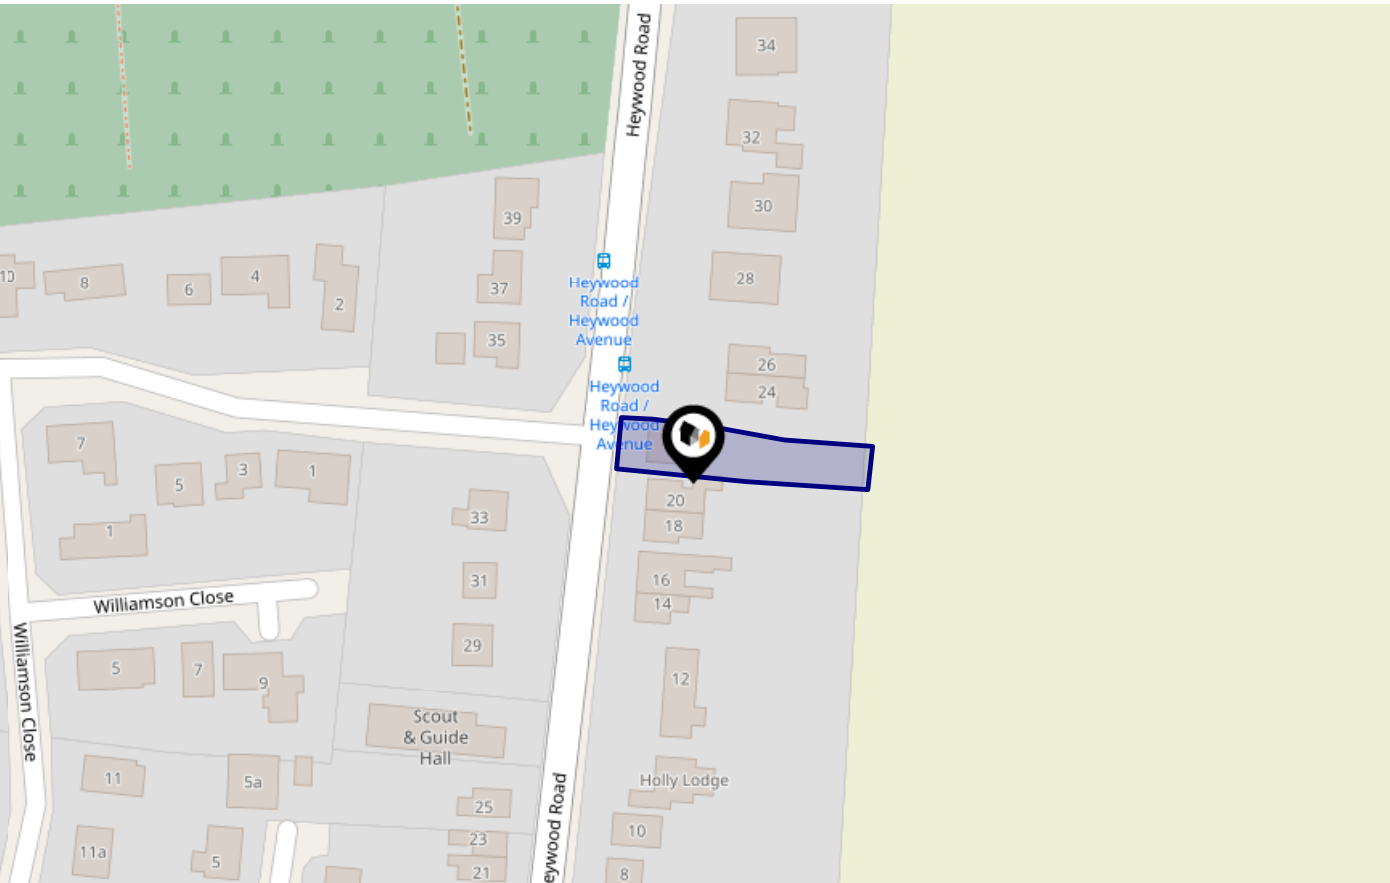 Heywood Road
34
32
30
39
10
8
6
4
2
37
28
Heywood
Road /
Heywood
Avenue
35
26
24
Heywood
Road /
Heywood
Avenue
7
5
3
1
1
33
20
18
16
14
31
29
12
Williamson Close
Williamson Close
5
7
9
Scout
& Guide
Hall
11
5a
25
Holly Lodge
eywood Road
10
23
21
8
11a
5